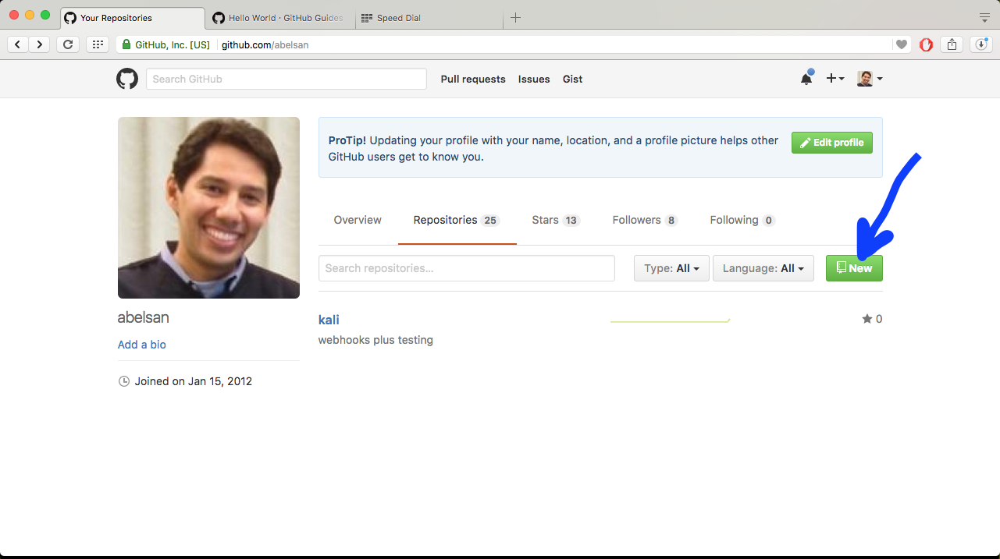 Your Repositories
Hello World · GitHub Guides
Speed Dial
GitHub, Inc. [US]
github.com/abelsan
Search GitHub
Pull requests
Issues
Gist
ProTip! Updating your profile with your name, location, and a profile picture helps other
GitHub users get to know you.
Edit profile
Overview
Repositories 25
Stars 13
Followers 8
Following 0
Search repositories...
Type: All
Language: All
New
abelsan
Add a bio
Joined on Jan 15, 2012
kali
0
webhooks plus testing